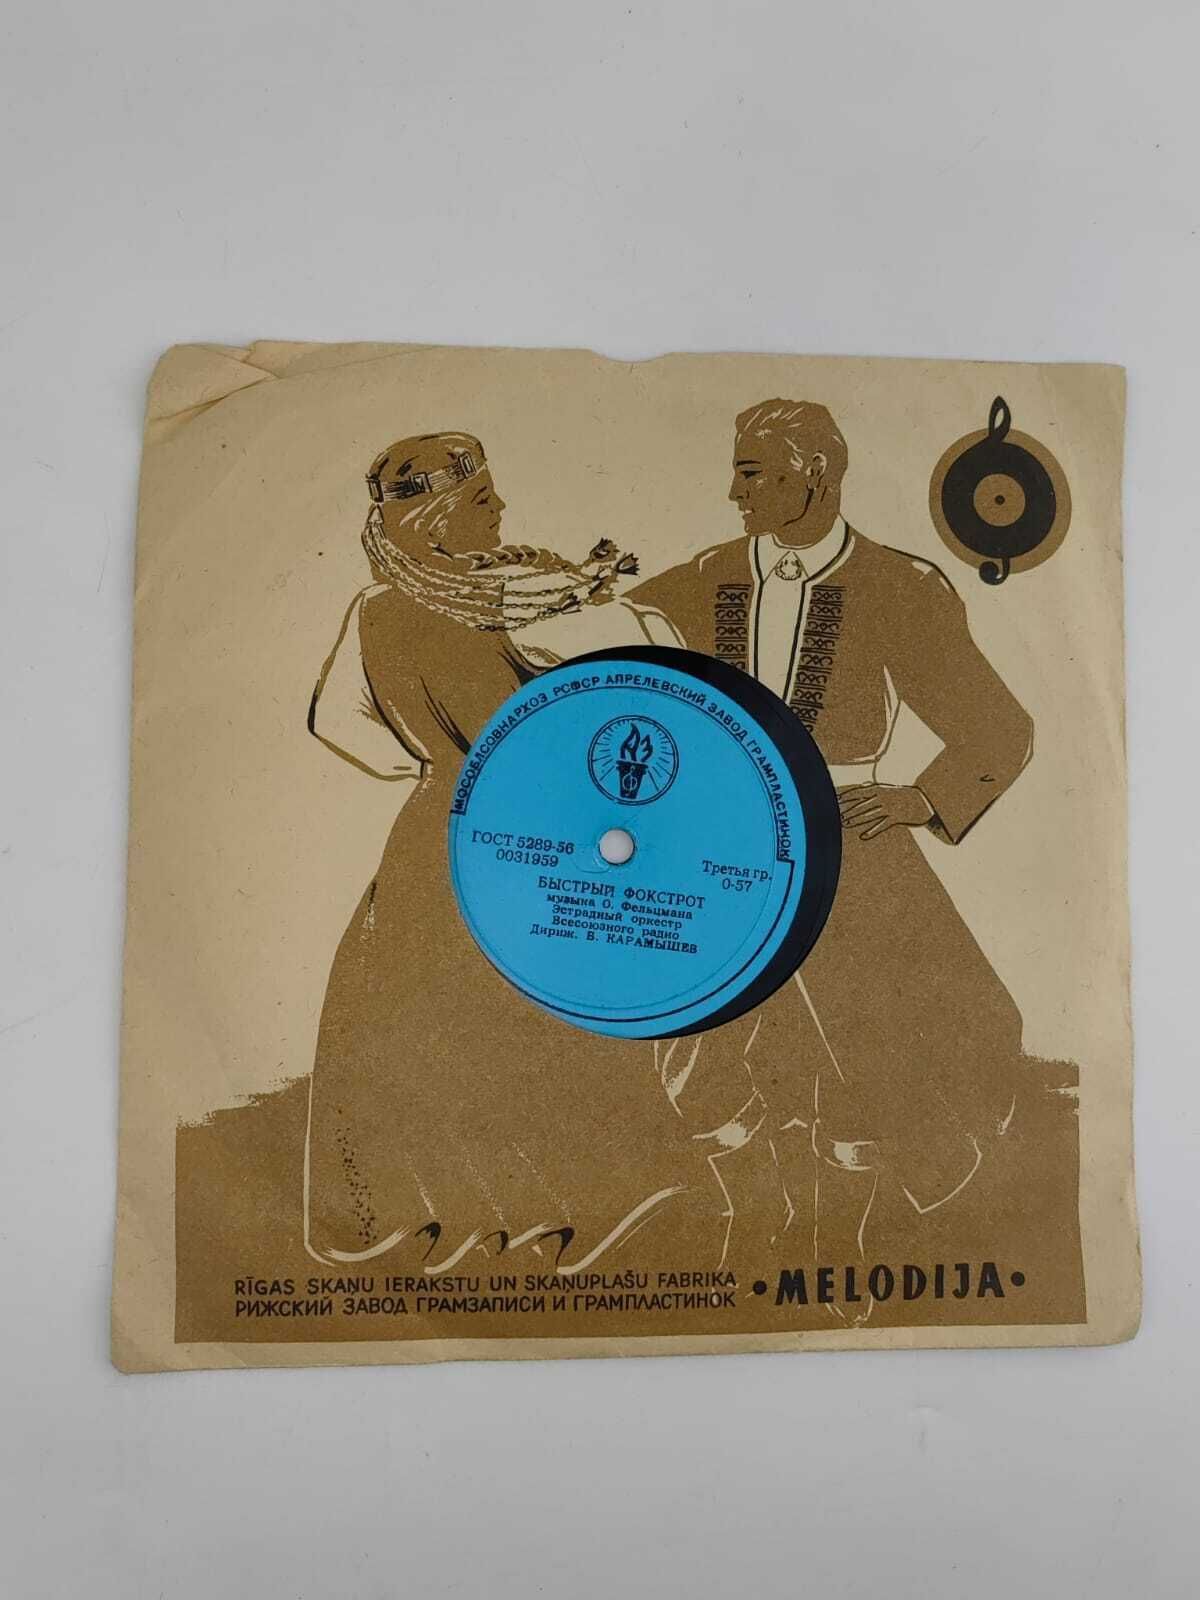 МОСОБЛСОВНАРХОЗ РСФСР АПРЕЛЕВСКИЙ ЗАВОД ГРАМПЛАСТИНОК
АЗ
ГОСТ 5289-56
0031959
Третья гр.
0-57
БЫСТРЫЙ ФОКСТРОТ
музыка О. Фельцмана
Эстрадный оркестр
Всесоюзного радио
Дириж. В. КАРАМЫШЕВ
RĪGAS SKAŅU IERAKSTU UN SKAŅUPLAŠU FABRIKA
РИЖСКИЙ ЗАВОД ГРАМЗАПИСИ И ГРАМПЛАСТИНОК
•MELODIJA•